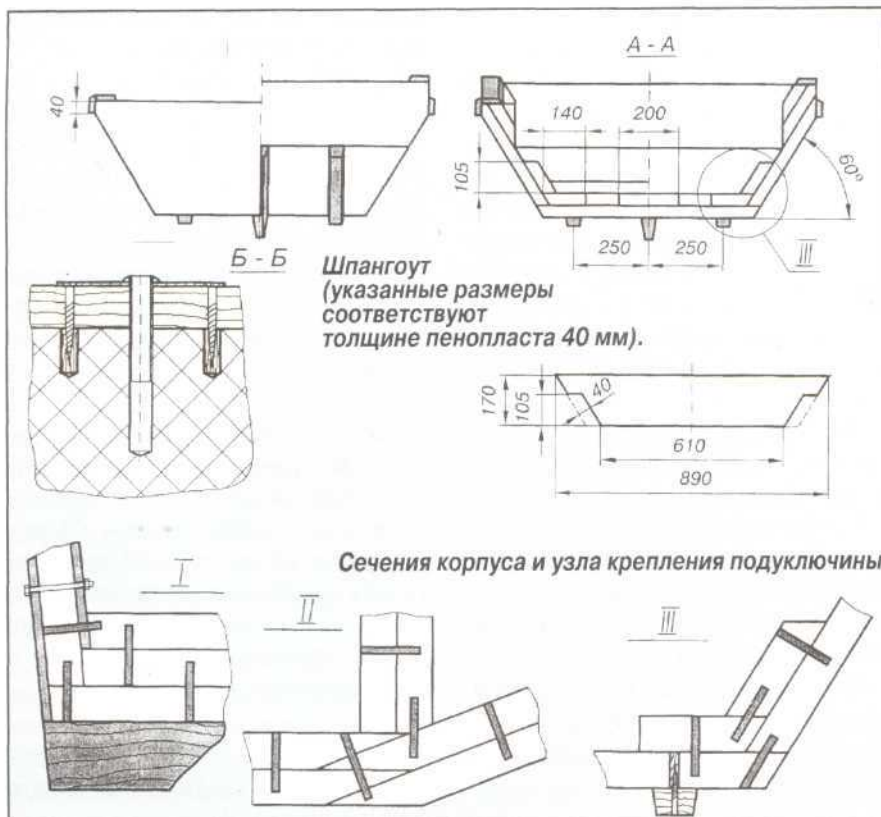 А - А
40
140
200
105
60°
250
250
III
Б - Б
Шпангоут
(указанные размеры
соответствуют
толщине пенопласта 40 мм).
170
105
40
610
890
Сечения корпуса и узла крепления подуключины
I
II
III